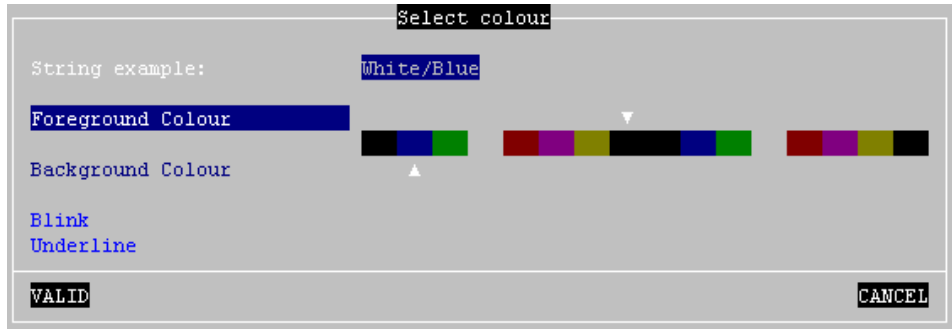 Select colour
String example: White/Blue
Foreground Colour
Background Colour
Blink
Underline
VALID CANCEL